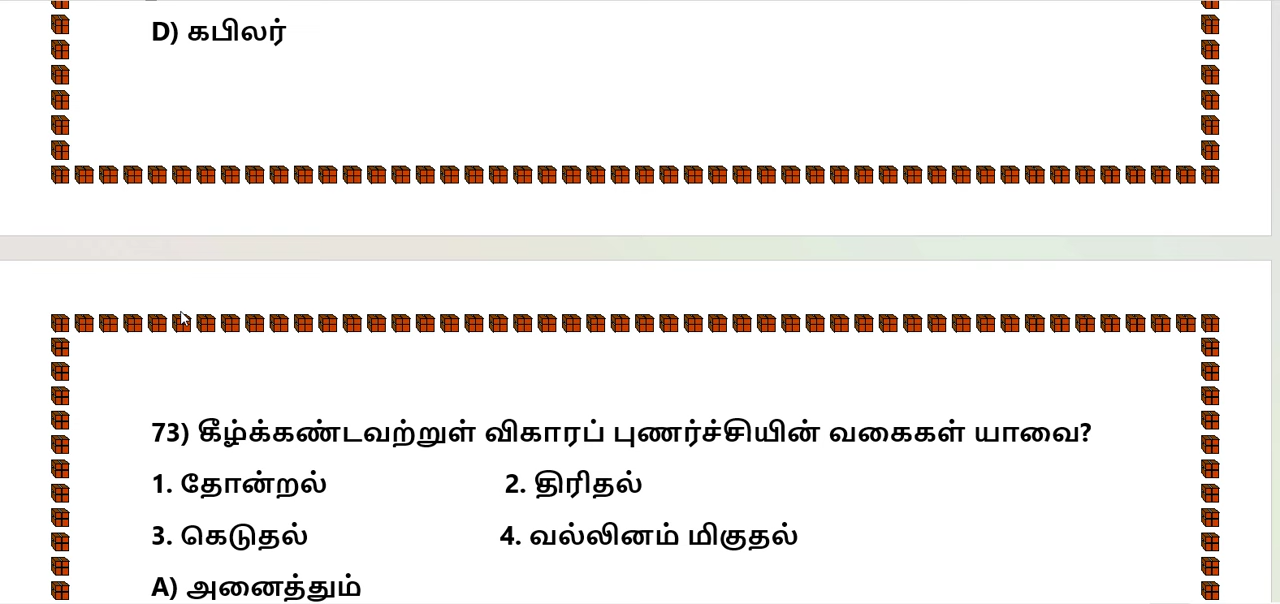 D) கபிலர்
73) கீழ்க்கண்டவற்றுள் விகாரப் புணர்ச்சியின் வகைகள் யாவை?
1. தோன்றல் 2. திரிதல்
3. கெடுதல் 4. வல்லினம் மிகுதல்
A) அனைத்தும்